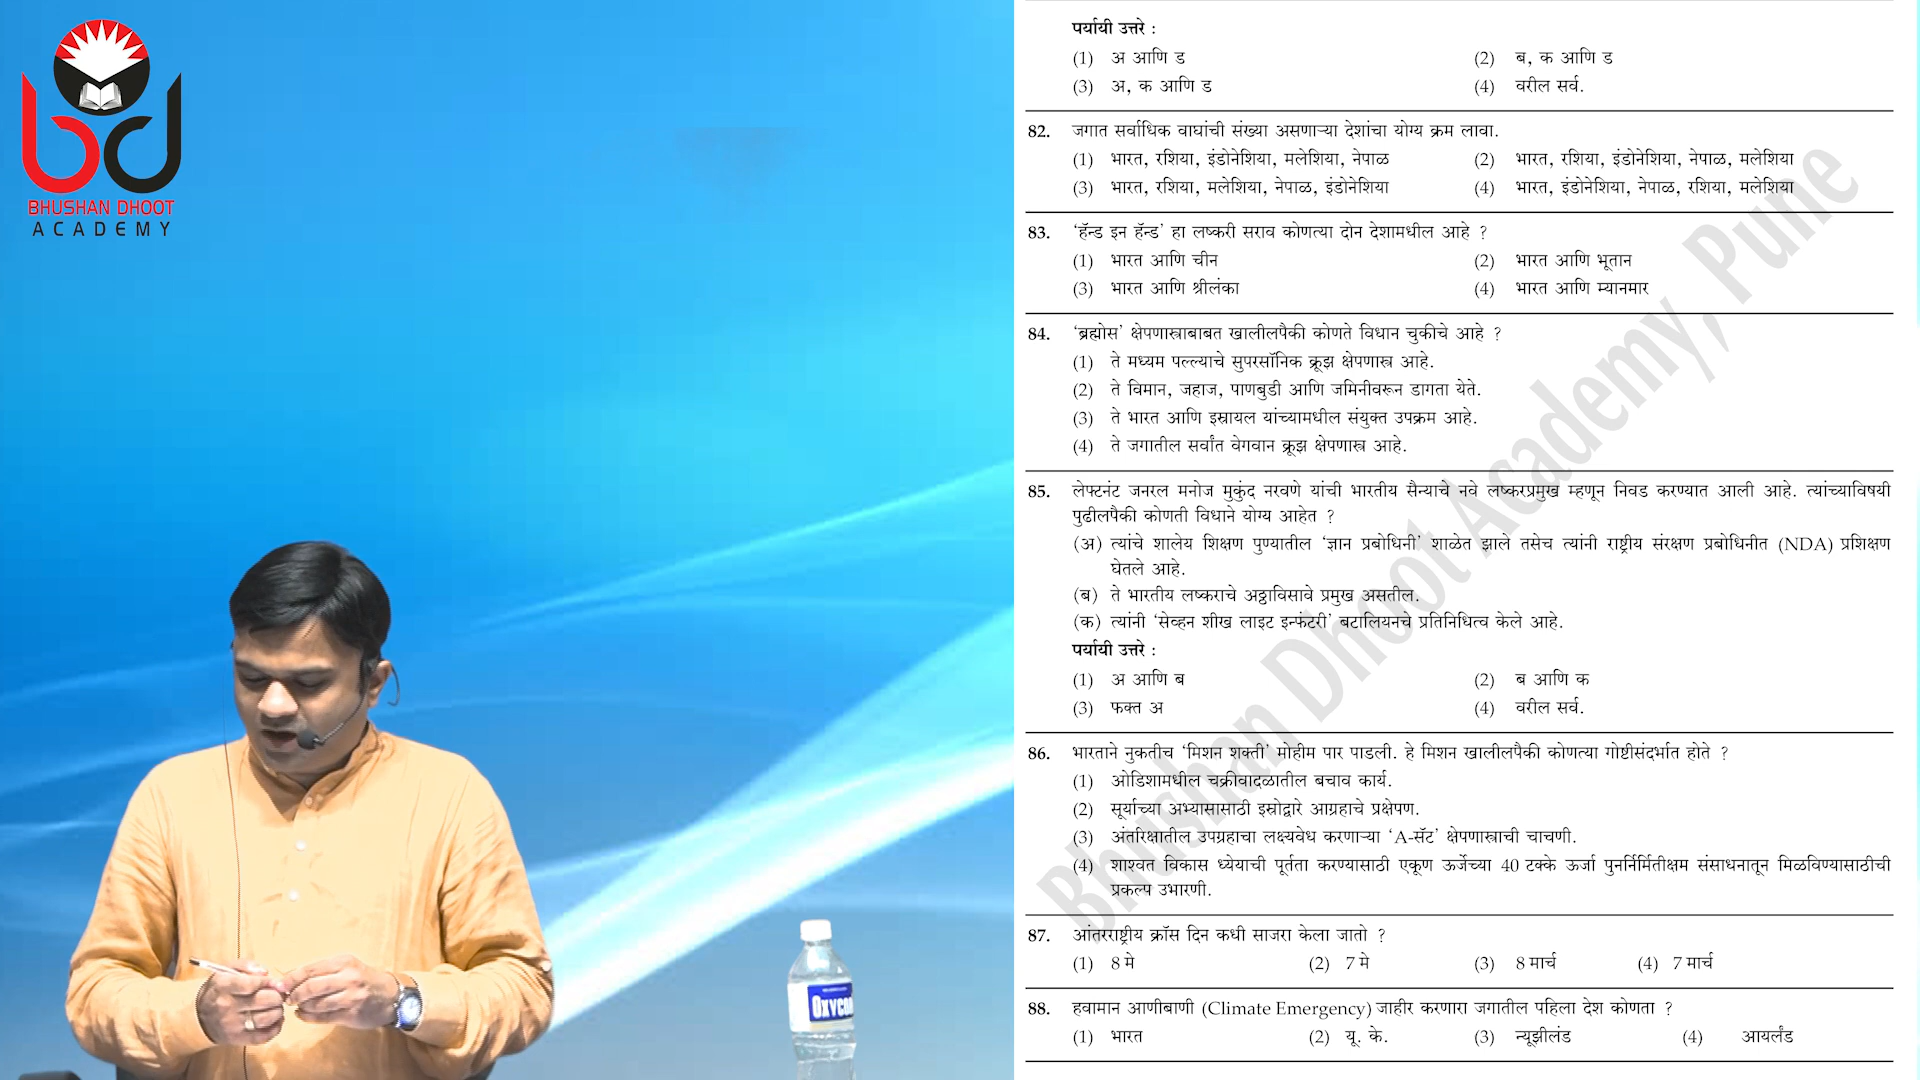 BHUSHAN DHOOT
ACADEMY
पर्यायी उत्तरे :
(1) अ आणि ड (2) ब, क आणि ड
(3) अ, क आणि ड (4) वरील सर्व.
82. जगात सर्वाधिक वाघांची संख्या असणाऱ्या देशांचा योग्य क्रम लावा.
(1) भारत, रशिया, इंडोनेशिया, मलेशिया, नेपाळ (2) भारत, रशिया, इंडोनेशिया, नेपाळ, मलेशिया
(3) भारत, रशिया, मलेशिया, नेपाळ, इंडोनेशिया (4) भारत, इंडोनेशिया, नेपाळ, रशिया, मलेशिया
83. ‘हॅन्ड इन हॅन्ड’ हा लष्करी सराव कोणत्या दोन देशामधील आहे ?
(1) भारत आणि चीन (2) भारत आणि भूतान
(3) भारत आणि श्रीलंका (4) भारत आणि म्यानमार
84. ‘ब्रह्मोस’ क्षेपणास्त्राबाबत खालीलपैकी कोणते विधान चुकीचे आहे ?
(1) ते मध्यम पल्ल्याचे सुपरसॉनिक क्रूझ क्षेपणास्त्र आहे.
(2) ते विमान, जहाज, पाणबुडी आणि जमिनीवरून डागता येते.
(3) ते भारत आणि इस्रायल यांच्यामधील संयुक्त उपक्रम आहे.
(4) ते जगातील सर्वांत वेगवान क्रूझ क्षेपणास्त्र आहे.
85. लेफ्टनंट जनरल मनोज मुकुंद नरवणे यांची भारतीय सैन्याचे नवे लष्करप्रमुख म्हणून निवड करण्यात आली आहे. त्यांच्याविषयी
पुढीलपैकी कोणती विधाने योग्य आहेत ?
(अ) त्यांचे शालेय शिक्षण पुण्यातील ‘ज्ञान प्रबोधिनी’ शाळेत झाले तसेच त्यांनी राष्ट्रीय संरक्षण प्रबोधिनीत (NDA) प्रशिक्षण
घेतले आहे.
(ब) ते भारतीय लष्कराचे अठ्ठाविसावे प्रमुख असतील.
(क) त्यांनी ‘सेव्हन शीख लाइट इन्फंटरी’ बटालियनचे प्रतिनिधित्व केले आहे.
पर्यायी उत्तरे :
(1) अ आणि ब (2) ब आणि क
(3) फक्त अ (4) वरील सर्व.
86. भारताने नुकतीच ‘मिशन शक्ती’ मोहीम पार पाडली. हे मिशन खालीलपैकी कोणत्या गोष्टीसंदर्भात होते ?
(1) ओडिशामधील चक्रीवादळातील बचाव कार्य.
(2) सूर्याच्या अभ्यासासाठी इस्रोद्वारे आग्रहाचे प्रक्षेपण.
(3) अंतरिक्षातील उपग्रहाचा लक्ष्यवेध करणाऱ्या ‘A-सॅट’ क्षेपणास्त्राची चाचणी.
(4) शाश्वत विकास ध्येयाची पूर्तता करण्यासाठी एकूण ऊर्जेच्या 40 टक्के ऊर्जा पुनर्निर्मितीक्षम संसाधनातून मिळविण्यासाठीची
प्रकल्प उभारणी.
87. आंतरराष्ट्रीय क्रॉस दिन कधी साजरा केला जातो ?
(1) 8 मे (2) 7 मे (3) 8 मार्च (4) 7 मार्च
88. हवामान आणीबाणी (Climate Emergency) जाहीर करणारा जगातील पहिला देश कोणता ?
(1) भारत (2) यू. के. (3) न्यूझीलंड (4) आयर्लंड
Bhushan Dhoot Academy, Pune